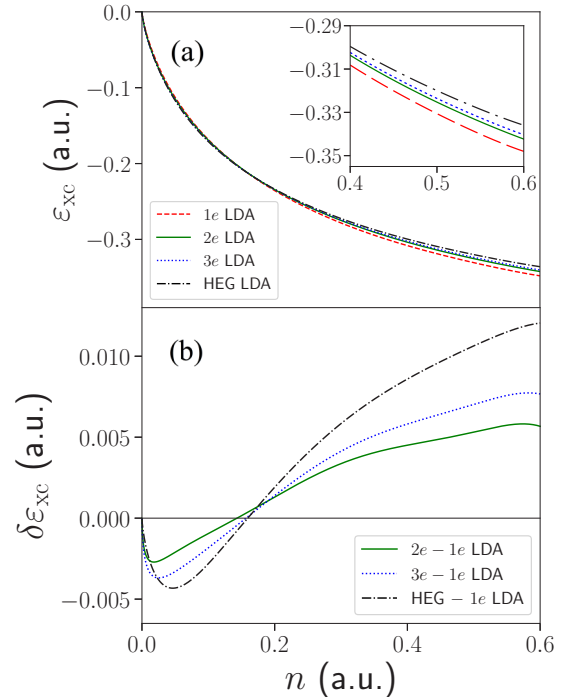 (a)
0.0
−0.1
−0.2
−0.3
ε_xc (a.u.)
−0.29
−0.31
−0.33
−0.35
0.4 0.5 0.6
1e LDA
2e LDA
3e LDA
HEG LDA
(b)
0.010
0.005
0.000
−0.005
δε_xc (a.u.)
2e − 1e LDA
3e − 1e LDA
HEG − 1e LDA
0.0 0.2 0.4 0.6
n (a.u.)